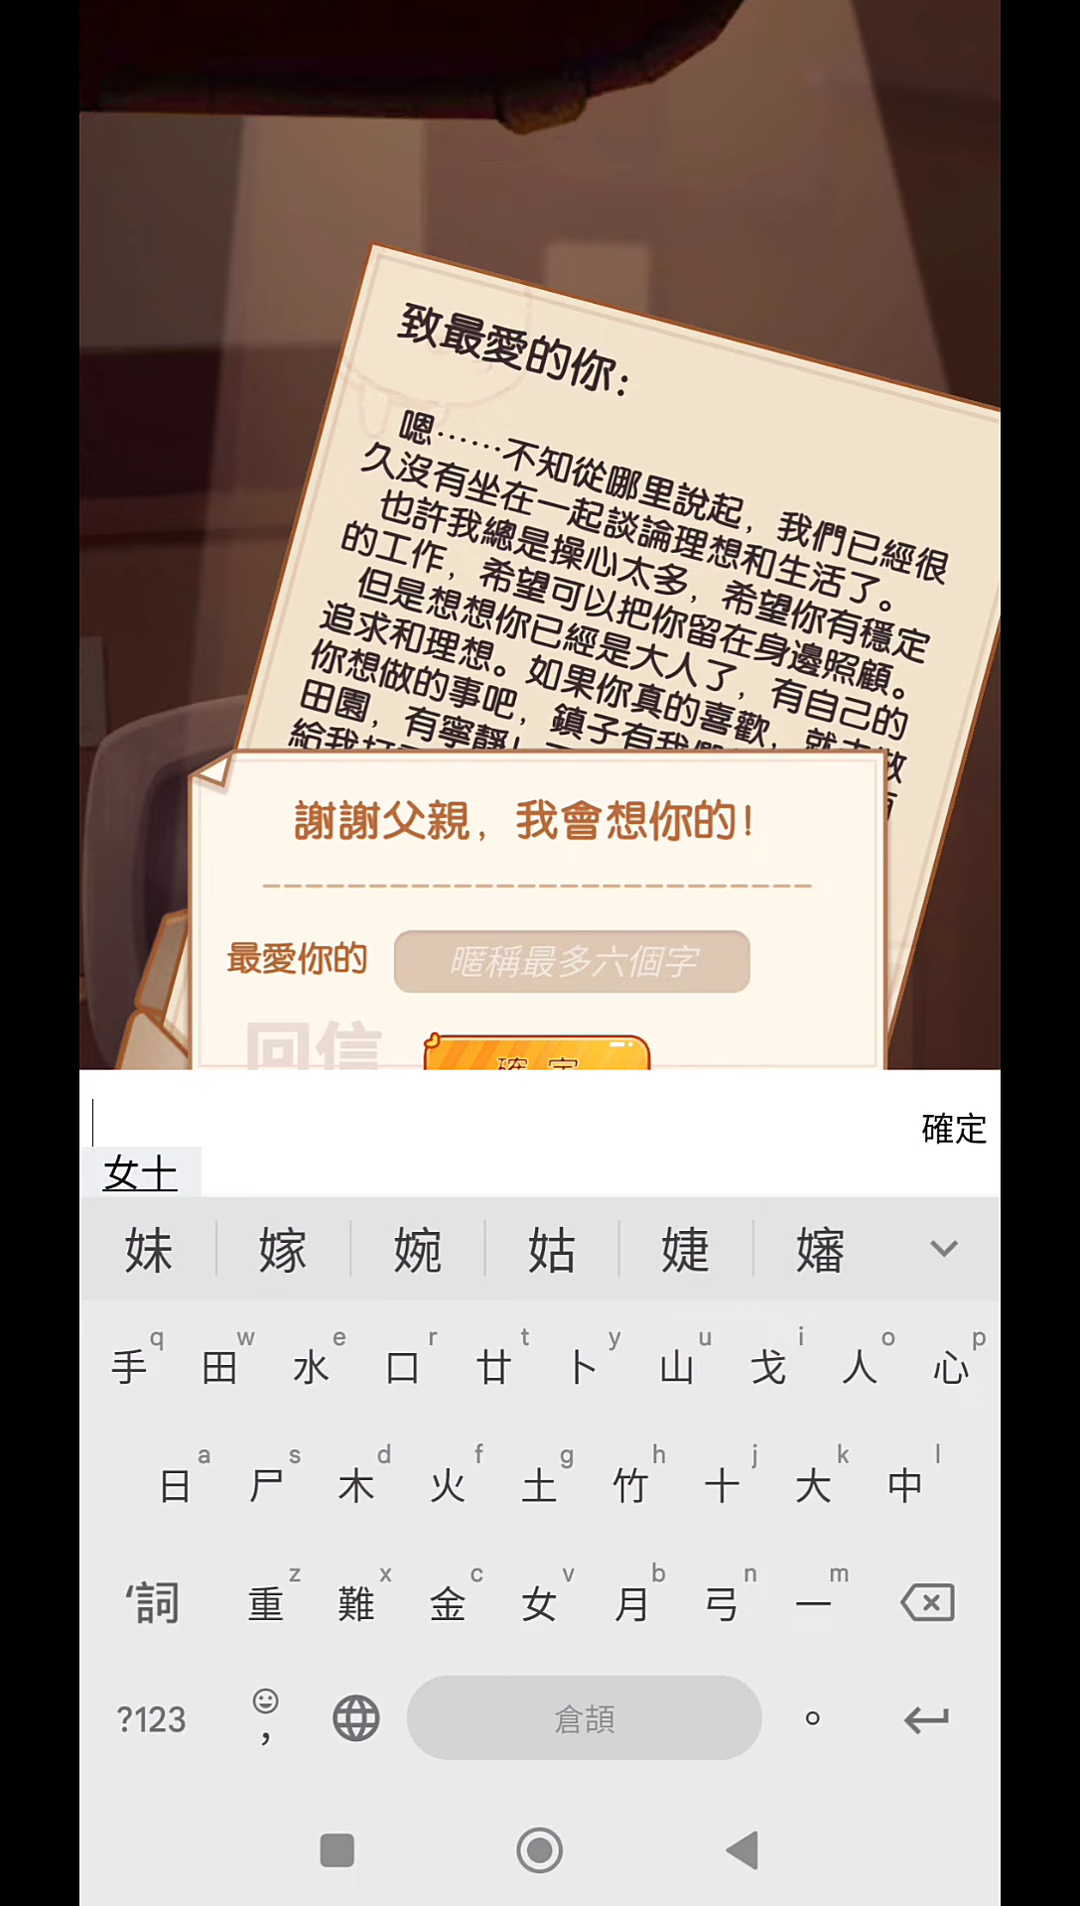 致最愛的你：
嗯……不知從哪里說起，我們已經很
久沒有坐在一起談論理想和生活了。
也許我總是操心太多，希望你有穩定
的工作，希望可以把你留在身邊照顧。
但是想想你已經是大人了，有自己的
追求和理想。如果你真的喜歡，就去做
你想做的事吧，鎮子有我們
田園，有寧靜！
給我
謝謝父親，我會想你的！
最愛你的
暱稱最多六個字
回信
確定
確定
女士
妹 嫁 婉 姑 婕 嬸
q w e r t y u i o p
手 田 水 口 廿 卜 山 戈 人 心
a s d f g h j k l
日 尸 木 火 土 竹 十 大 中
z x c v b n m
‘詞 重 難 金 女 月 弓 一
?123 ， 倉頡 。